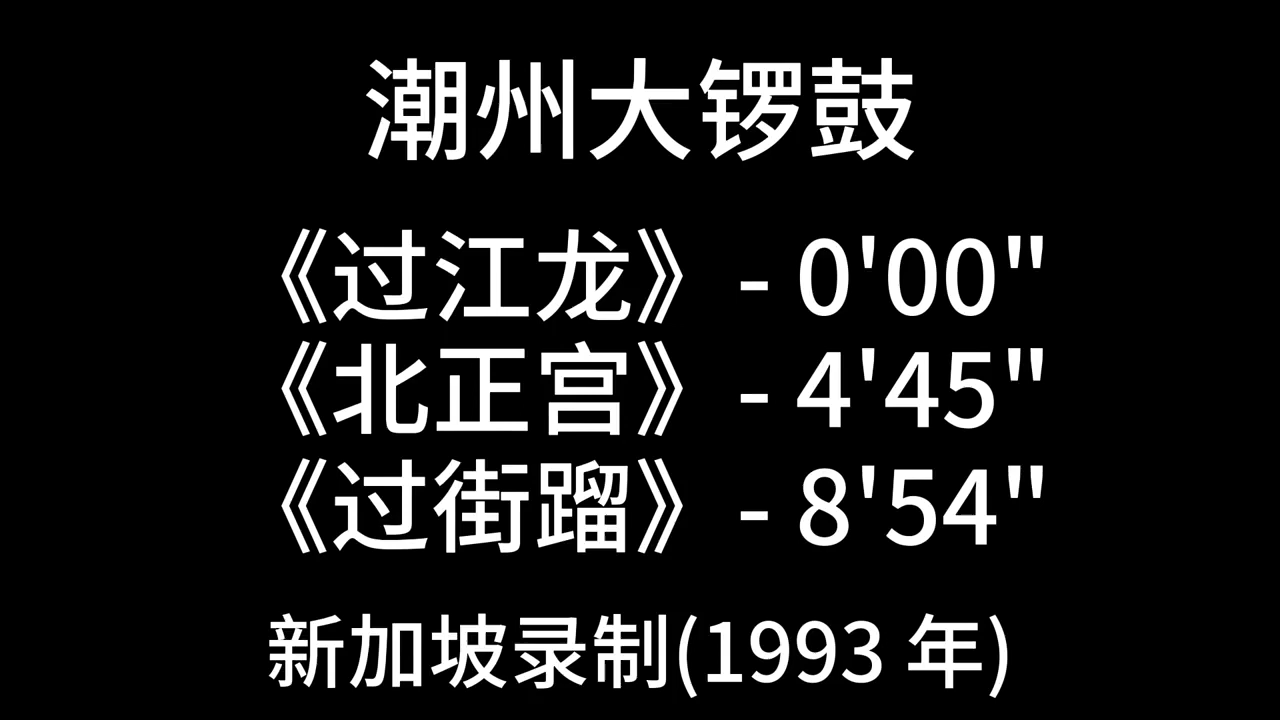 潮州大锣鼓
《过江龙》- 0'00"
《北正宫》- 4'45"
《过街蹓》- 8'54"
新加坡录制(1993 年)